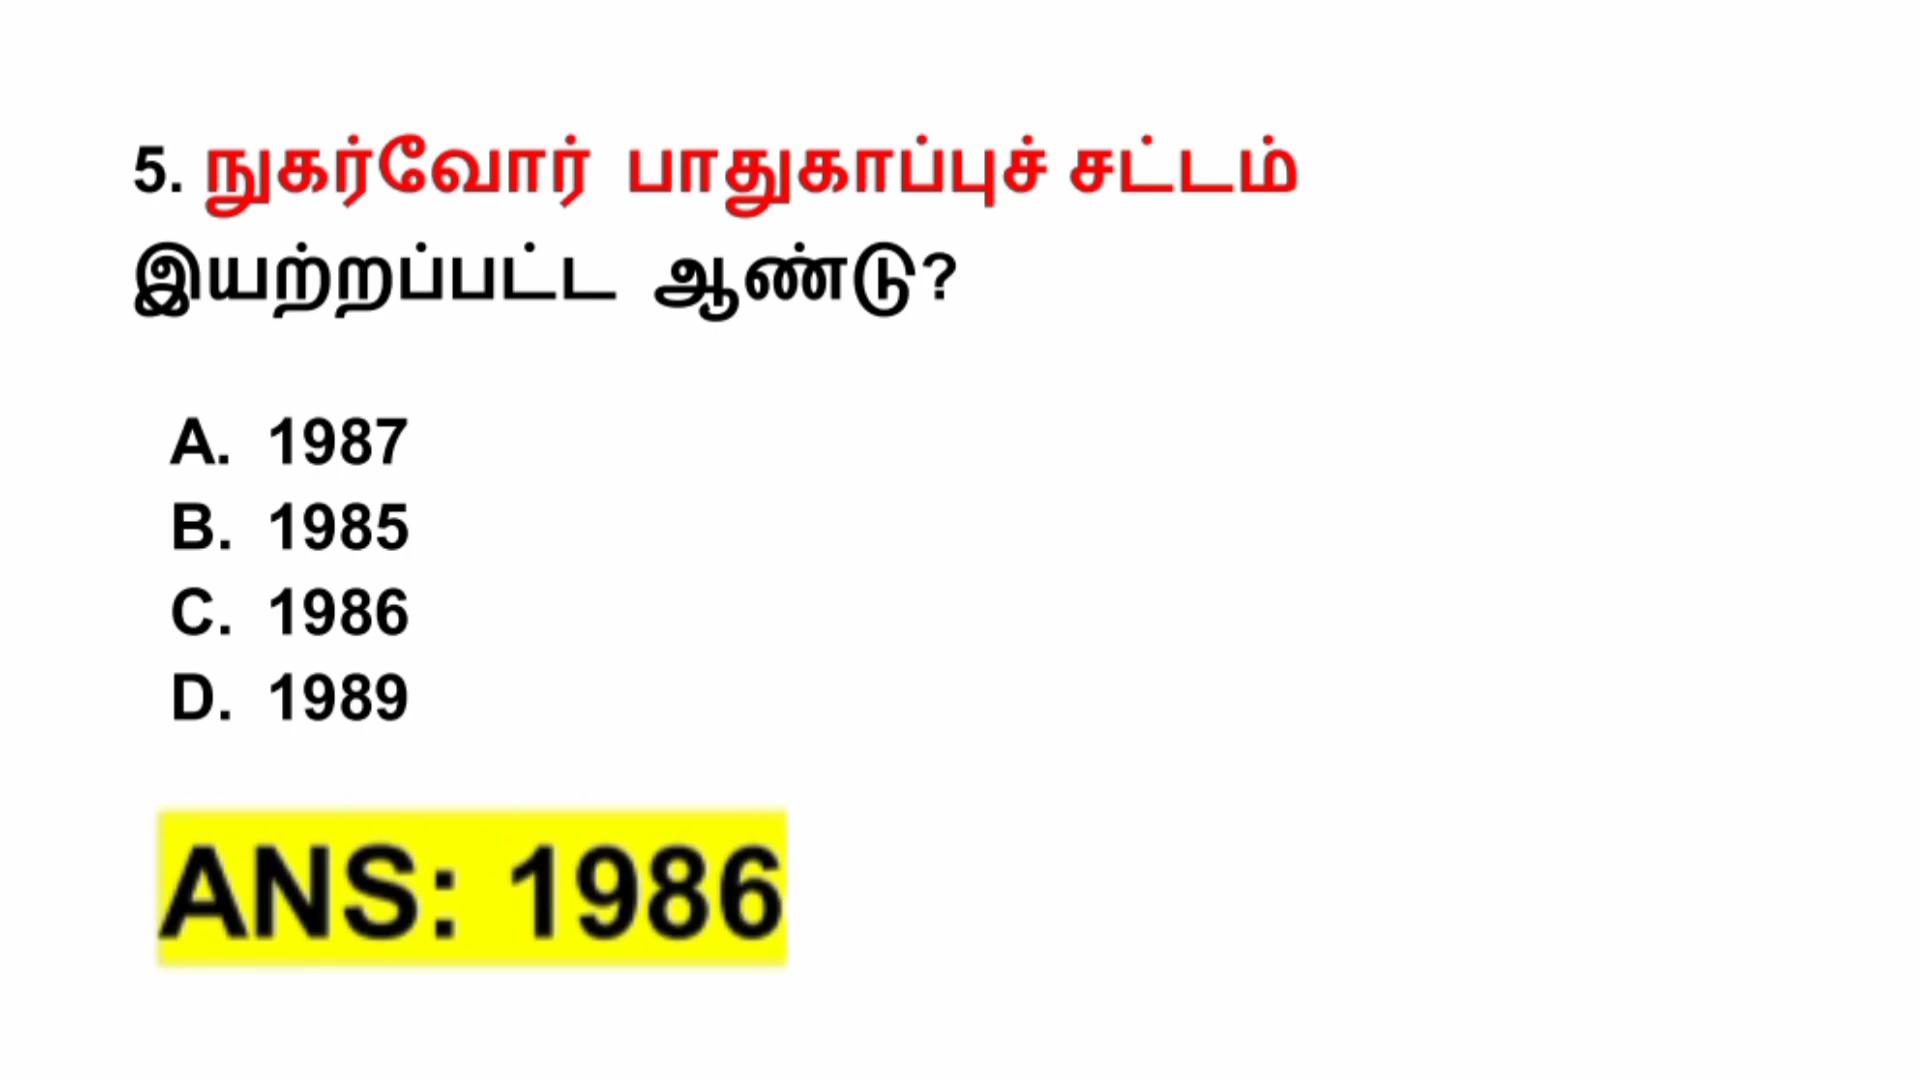 5. நுகர்வோர் பாதுகாப்புச் சட்டம்
இயற்றப்பட்ட ஆண்டு?
A. 1987
B. 1985
C. 1986
D. 1989
ANS: 1986